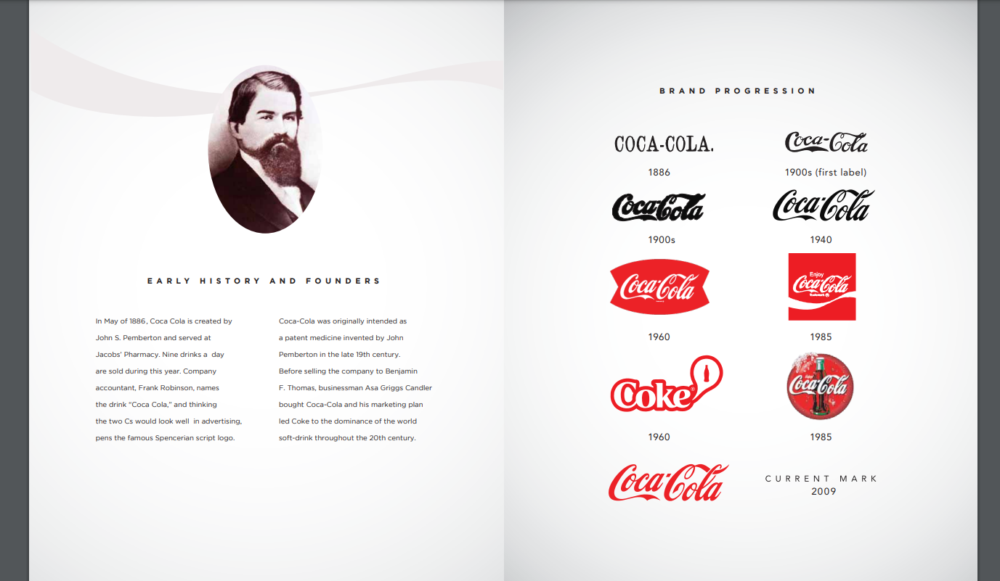 EARLY HISTORY AND FOUNDERS
In May of 1886, Coca Cola is created by
John S. Pemberton and served at
Jacobs' Pharmacy. Nine drinks a day
are sold during this year. Company
accountant, Frank Robinson, names
the drink “Coca Cola,” and thinking
the two Cs would look well in advertising,
pens the famous Spencerian script logo.
Coca-Cola was originally intended as
a patent medicine invented by John
Pemberton in the late 19th century.
Before selling the company to Benjamin
F. Thomas, businessman Asa Griggs Candler
bought Coca-Cola and his marketing plan
led Coke to the dominance of the world
soft-drink throughout the 20th century.
BRAND PROGRESSION
COCA-COLA.
1886
Coca-Cola
1900s (first label)
Coca-Cola
1900s
Coca-Cola
1940
Coca-Cola
1960
Enjoy
Coca-Cola
Trademark ®
1985
Coke®
1960
Enjoy
Coca-Cola
1985
Coca-Cola
CURRENT MARK
2009